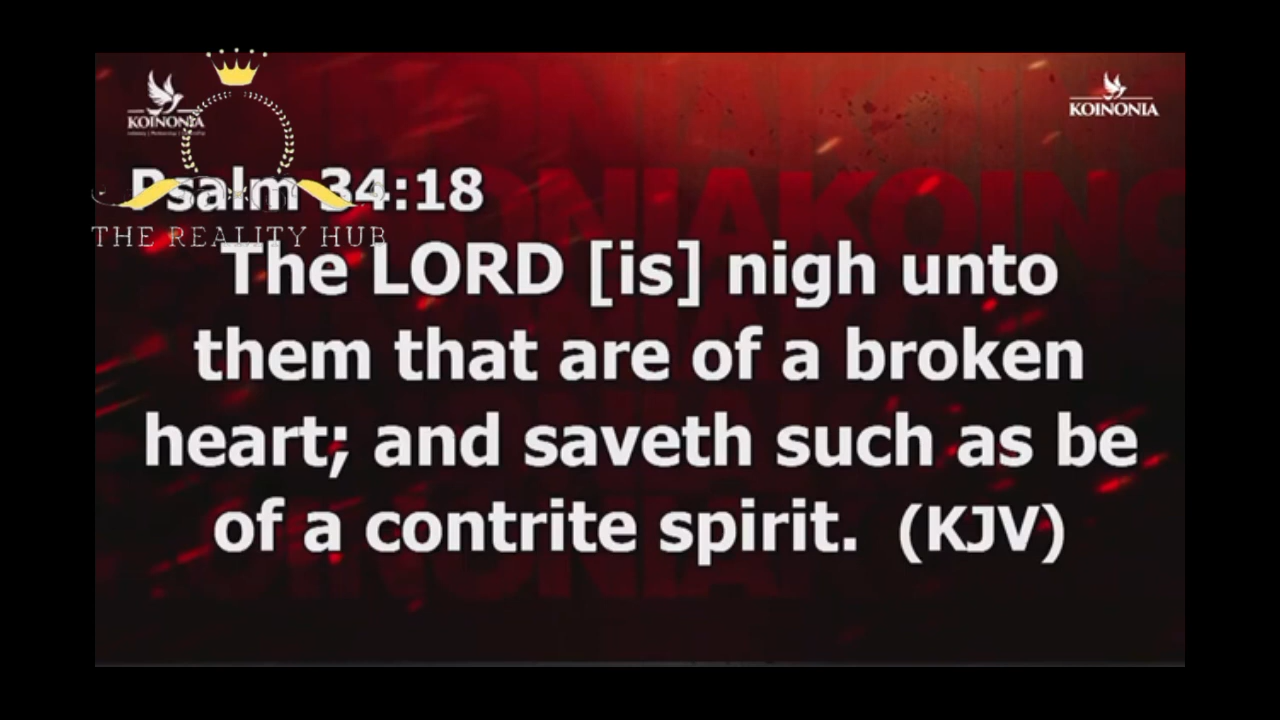 KOINONIA
KOINONIA
Psalm 34:18
THE REALITY HUB
The LORD [is] nigh unto
them that are of a broken
heart; and saveth such as be
of a contrite spirit. (KJV)